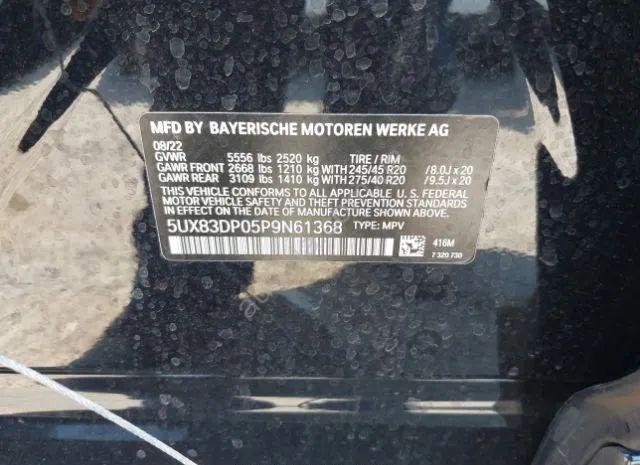 MFD BY BAYERISCHE MOTOREN WERKE AG
08/22
GVWR 5556 lbs 2520 kg TIRE / RIM
GAWR FRONT 2668 lbs 1210 kg WITH 245/45 R20 /8.0J x 20
GAWR REAR 3109 lbs 1410 kg WITH 275/40 R20 /9.5J x 20
THIS VEHICLE CONFORMS TO ALL APPLICABLE U. S. FEDERAL
MOTOR VEHICLE SAFETY, BUMPER, AND THEFT PREVENTION
STANDARDS IN EFFECT ON THE DATE OF MANUFACTURE SHOWN ABOVE.
5UX83DP05P9N61368 TYPE: MPV
416M
7 320 730